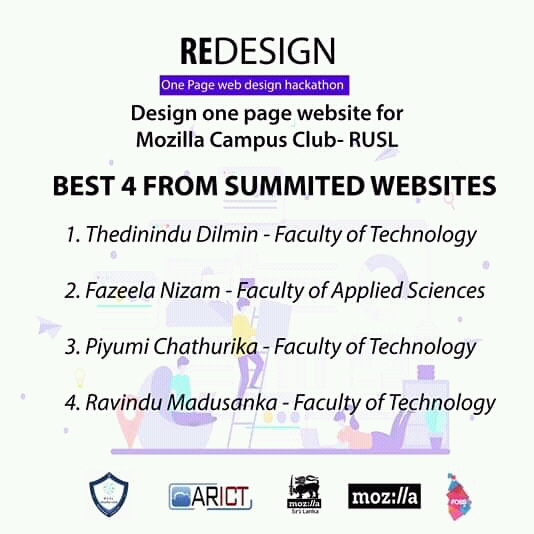 REDESIGN
One Page web design hackathon
Design one page website for
Mozilla Campus Club- RUSL
BEST 4 FROM SUMMITED WEBSITES
1. Thedinindu Dilmin - Faculty of Technology
2. Fazeela Nizam - Faculty of Applied Sciences
3. Piyumi Chathurika - Faculty of Technology
4. Ravindu Madusanka - Faculty of Technology
ARICT
moz://a
Sri Lanka
moz://a
FOSS